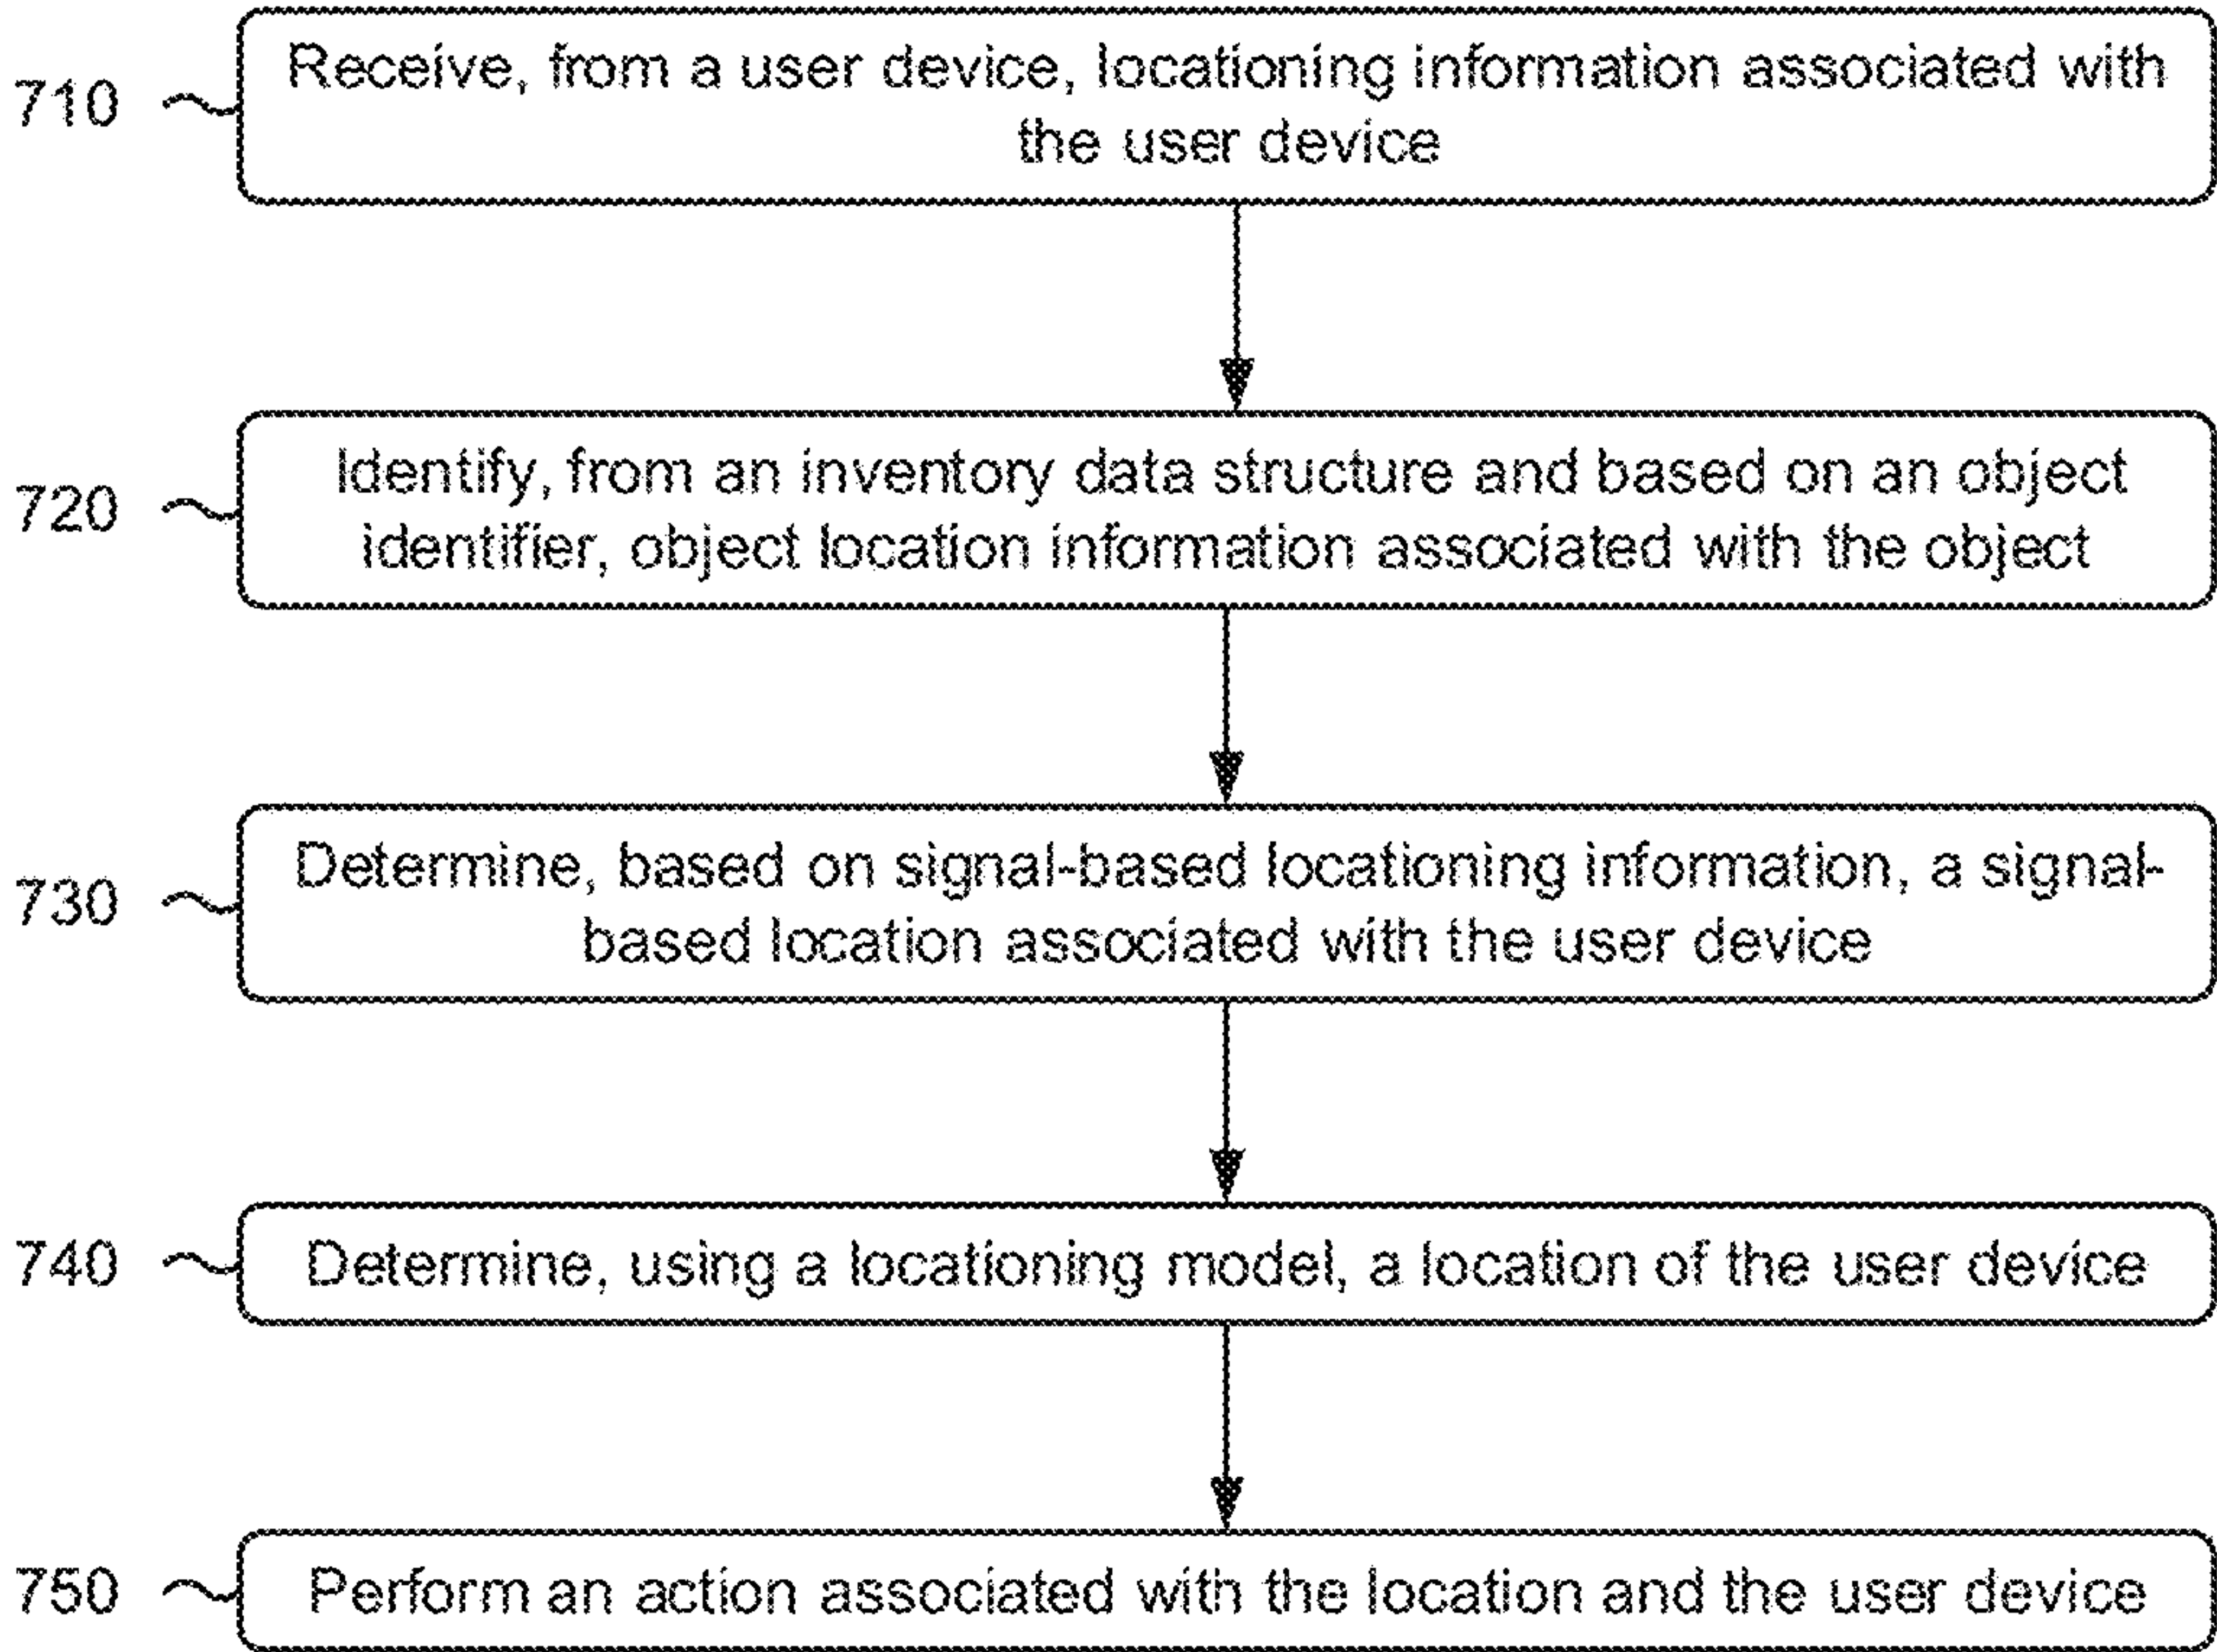 710
Receive, from a user device, locationing information associated with
the user device
720
Identify, from an inventory data structure and based on an object
identifier, object location information associated with the object
730
Determine, based on signal-based locationing information, a signal-
based location associated with the user device
740
Determine, using a locationing model, a location of the user device
750
Perform an action associated with the location and the user device